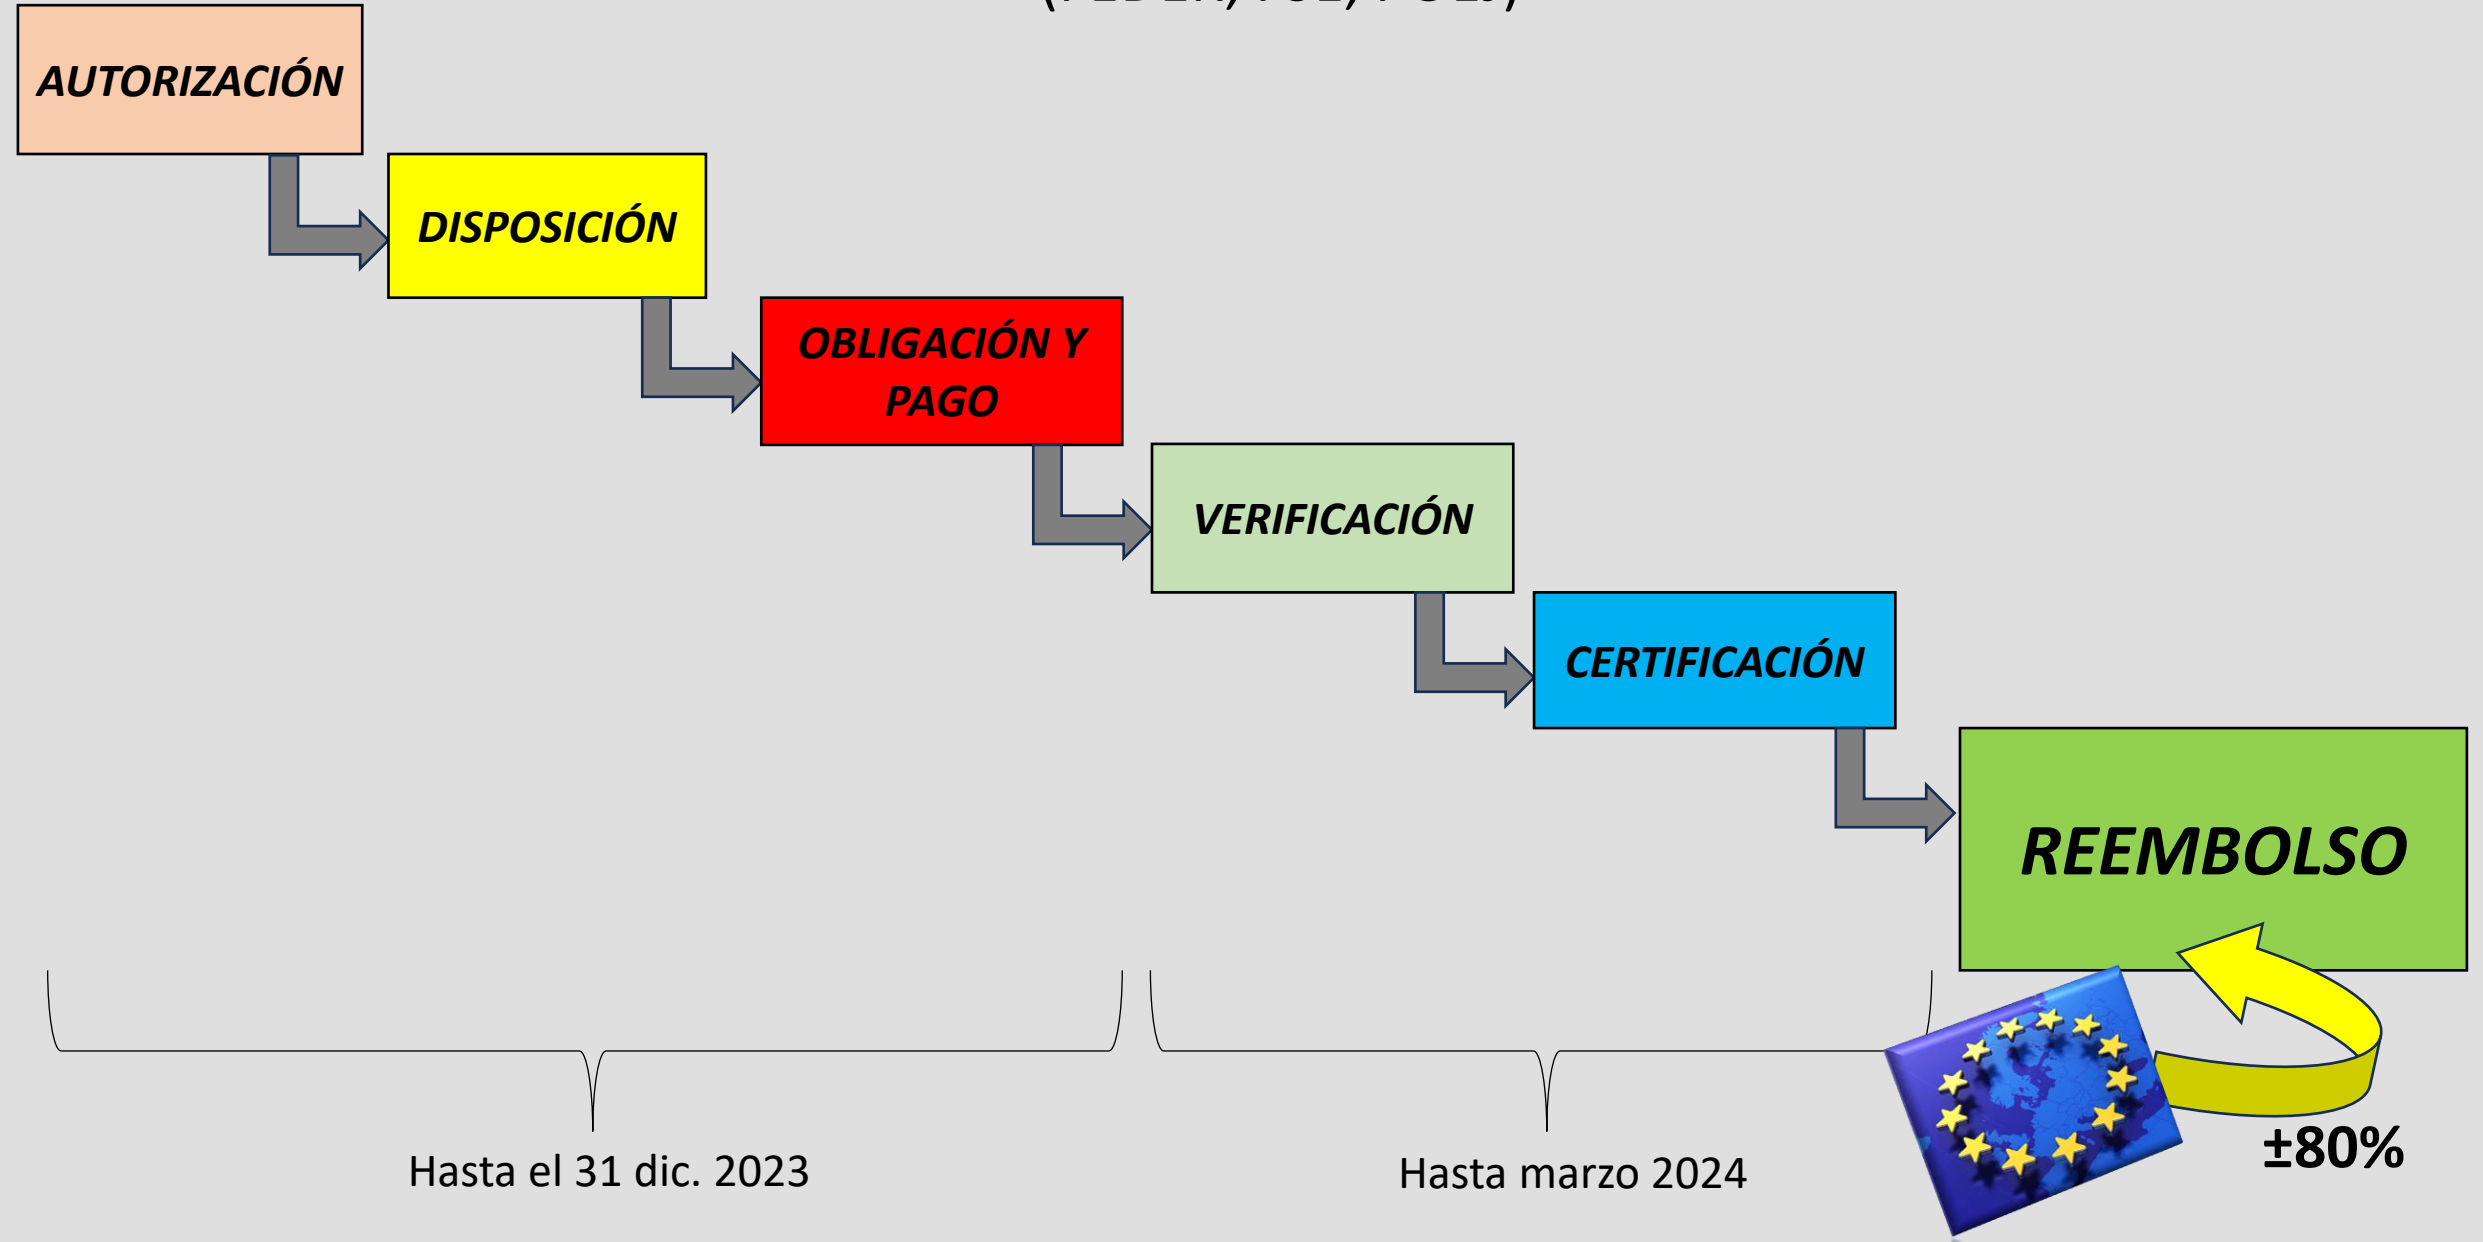 AUTORIZACIÓN
DISPOSICIÓN
OBLIGACIÓN Y
PAGO
VERIFICACIÓN
CERTIFICACIÓN
REEMBOLSO
±80%
Hasta el 31 dic. 2023
Hasta marzo 2024